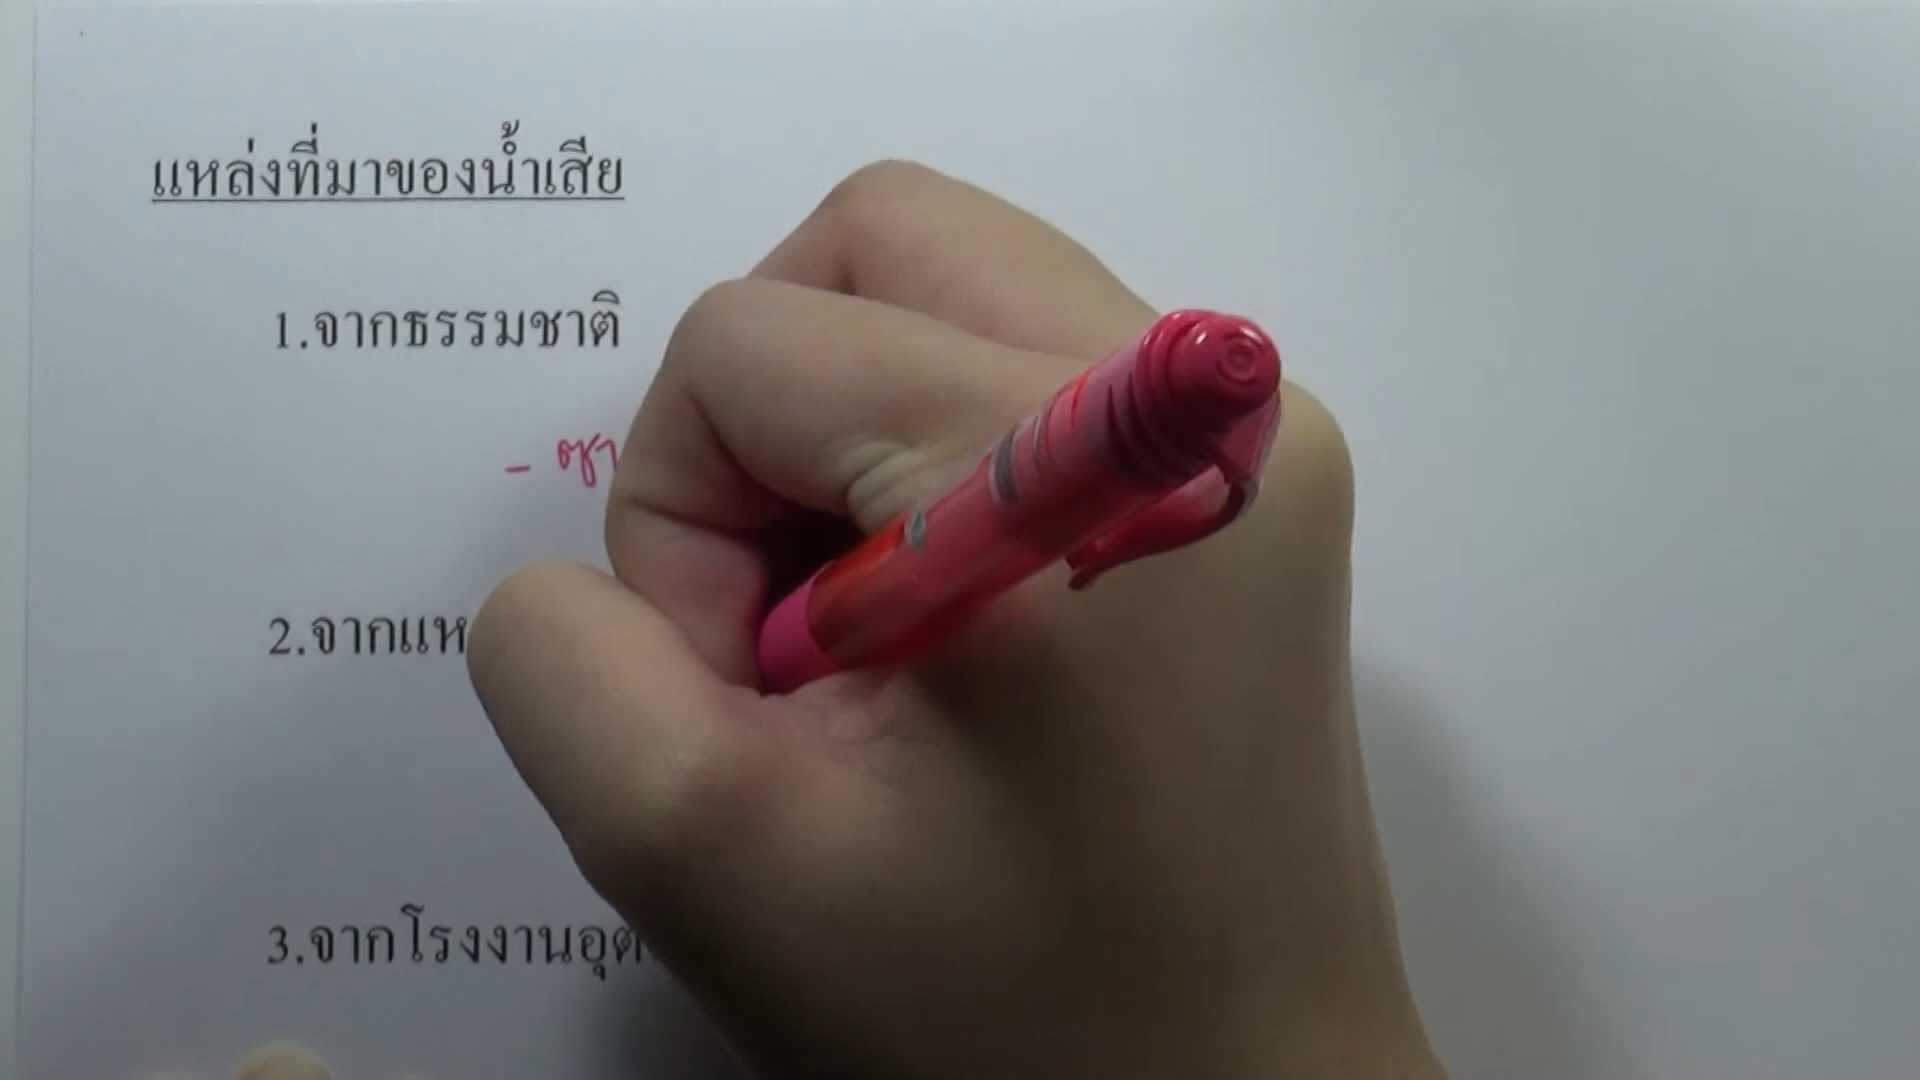 แหล่งที่มาของน้ำเสีย
1.จากธรรมชาติ
- ซา
2.จากแห
3.จากโรงงานอุต